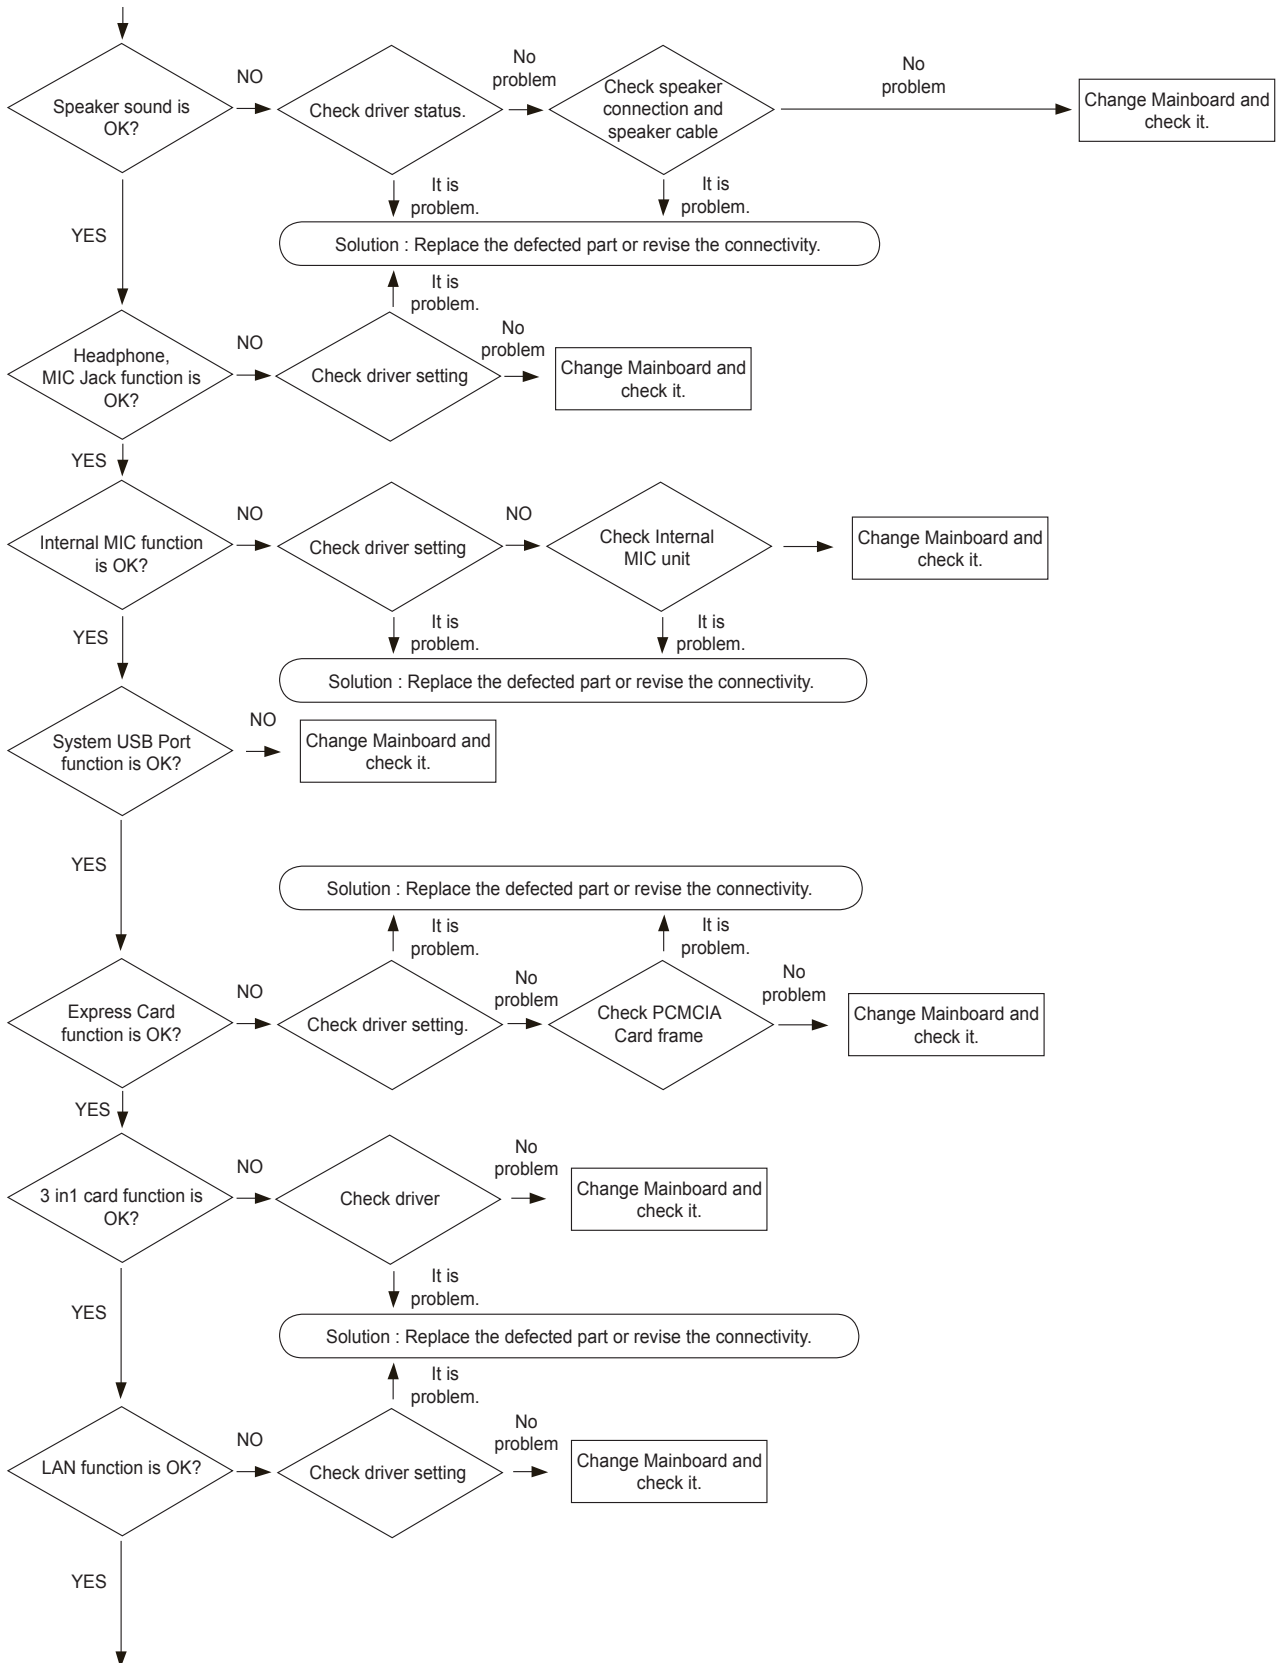 Speaker sound is
OK?
NO
Check driver status.
No
problem
Check speaker
connection and
speaker cable
No
problem
Change Mainboard and
check it.
It is
problem.
It is
problem.
YES
Solution : Replace the defected part or revise the connectivity.
It is
problem.
Headphone,
MIC Jack function is
OK?
NO
Check driver setting
No
problem
Change Mainboard and
check it.
YES
Internal MIC function
is OK?
NO
Check driver setting
NO
Check Internal
MIC unit
Change Mainboard and
check it.
It is
problem.
It is
problem.
YES
Solution : Replace the defected part or revise the connectivity.
System USB Port
function is OK?
NO
Change Mainboard and
check it.
YES
Solution : Replace the defected part or revise the connectivity.
It is
problem.
It is
problem.
Express Card
function is OK?
NO
Check driver setting.
No
problem
Check PCMCIA
Card frame
No
problem
Change Mainboard and
check it.
YES
3 in1 card function is
OK?
NO
Check driver
No
problem
Change Mainboard and
check it.
It is
problem.
YES
Solution : Replace the defected part or revise the connectivity.
It is
problem.
LAN function is OK?
NO
Check driver setting
No
problem
Change Mainboard and
check it.
YES